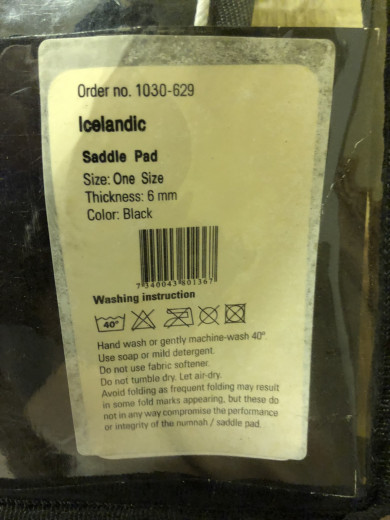 Order no. 1030-629
Icelandic
Saddle Pad
Size: One Size
Thickness: 6 mm
Color: Black
7 340043 801367
Washing instruction
40°
Hand wash or gently machine-wash 40°
Use soap or mild detergent.
Do not use fabric softener.
Do not tumble dry. Let air-dry.
Avoid folding as frequent folding may result
in some fold marks appearing, but these do
not in any way compromise the performance
or integrity of the numnah / saddle pad.